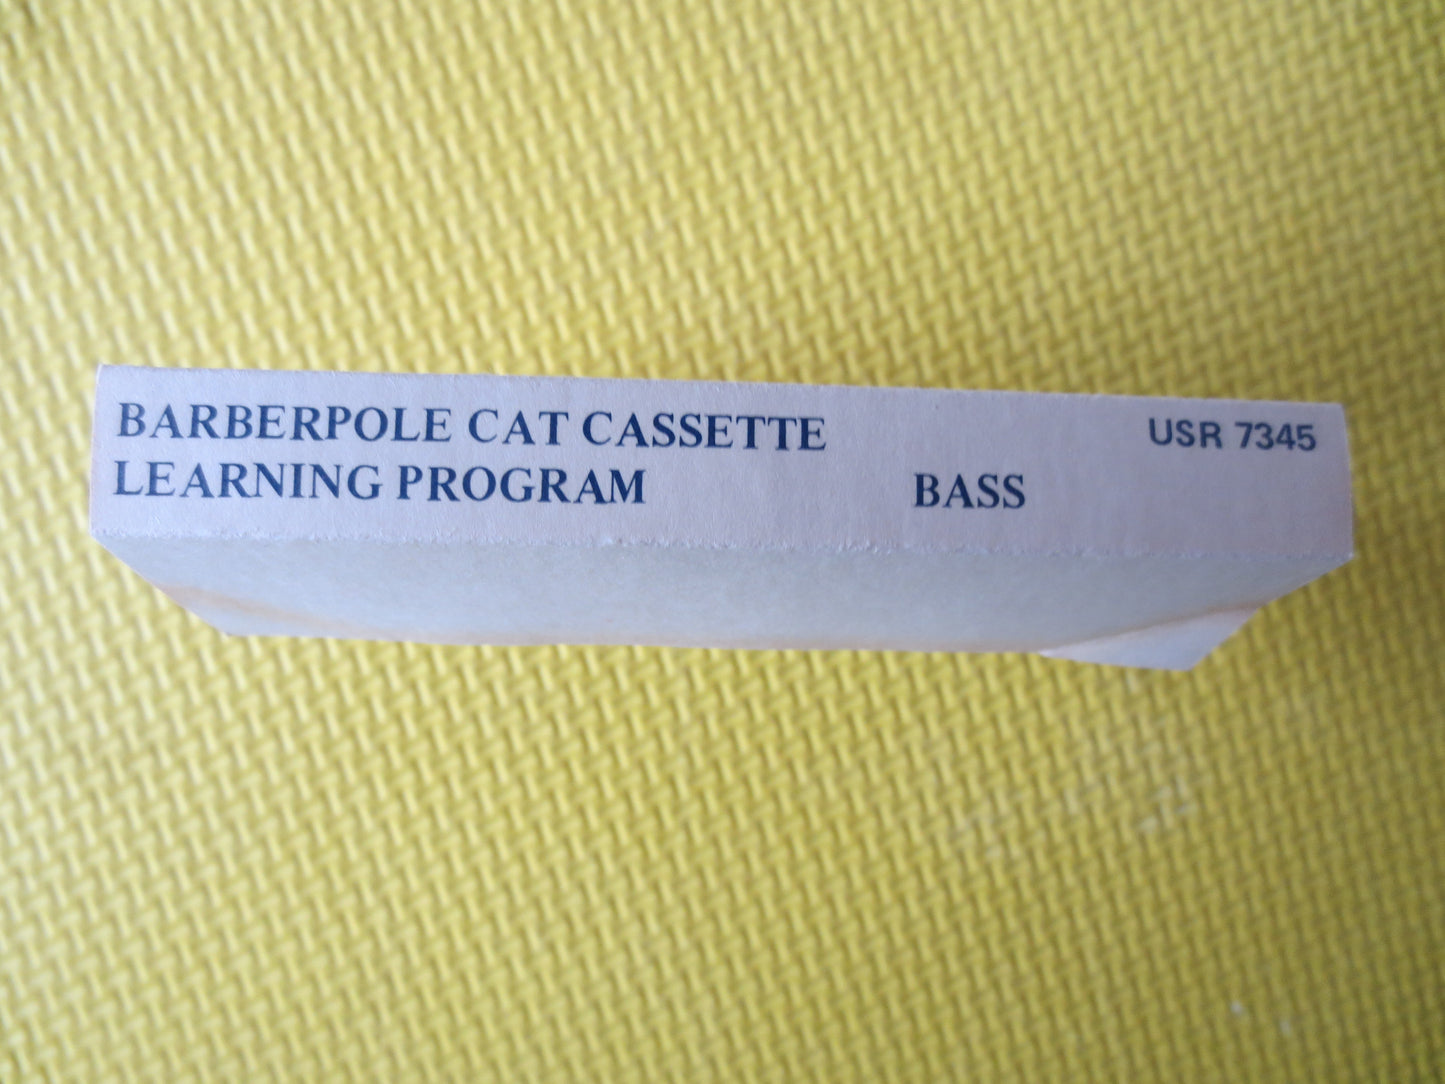 BARBERPOLE CAT CASSETTE USR 7345
LEARNING PROGRAM BASS